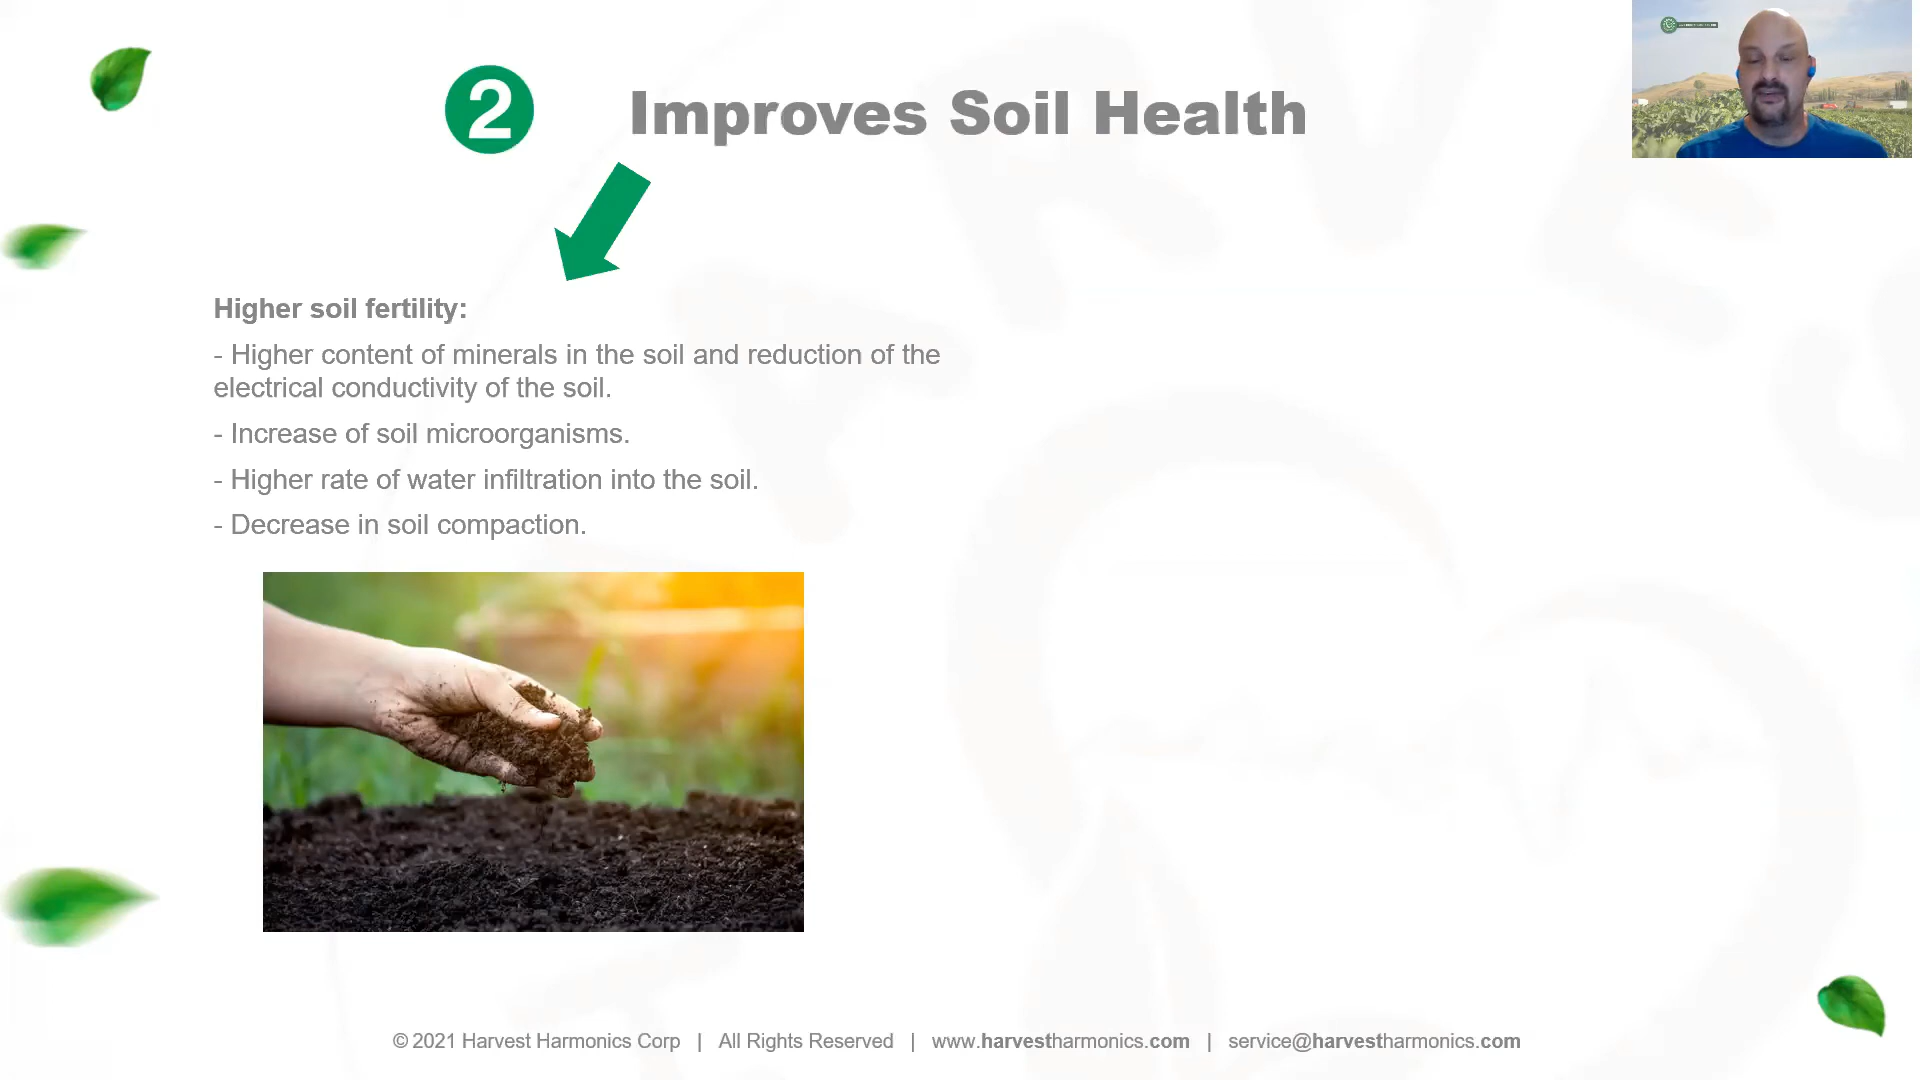 2
Improves Soil Health
Higher soil fertility:
- Higher content of minerals in the soil and reduction of the
electrical conductivity of the soil.
- Increase of soil microorganisms.
- Higher rate of water infiltration into the soil.
- Decrease in soil compaction.
© 2021 Harvest Harmonics Corp | All Rights Reserved | www.harvestharmonics.com | service@harvestharmonics.com